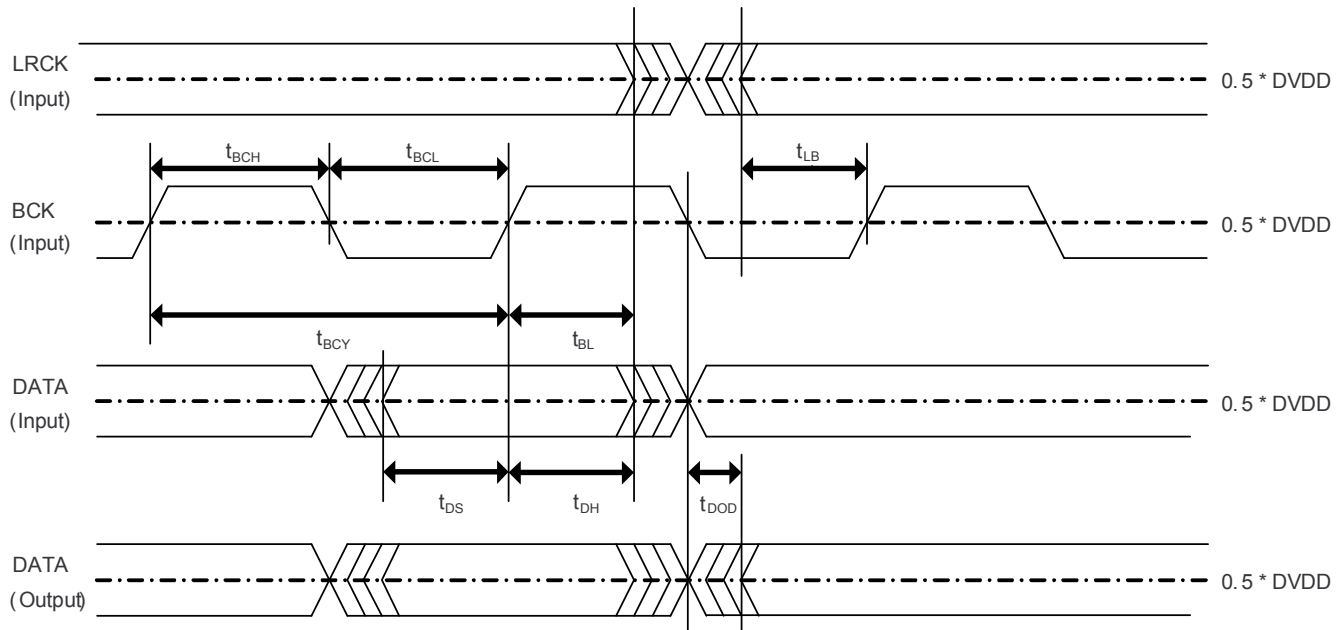 LRCK
(Input)
0.5 * DVDD
tBCH
tBCL
tLB
BCK
(Input)
0.5 * DVDD
tBCY
tBL
DATA
(Input)
0.5 * DVDD
tDS
tDH
tDOD
DATA
(Output)
0.5 * DVDD